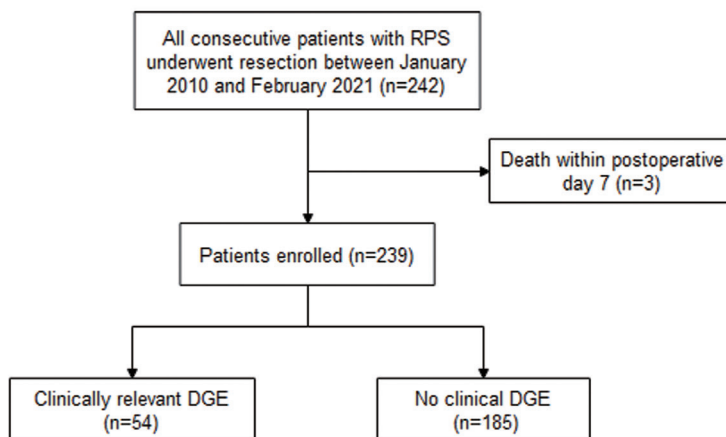 All consecutive patients with RPS
underwent resection between January
2010 and February 2021 (n=242)
Death within postoperative
day 7 (n=3)
Patients enrolled (n=239)
Clinically relevant DGE
(n=54)
No clinical DGE
(n=185)